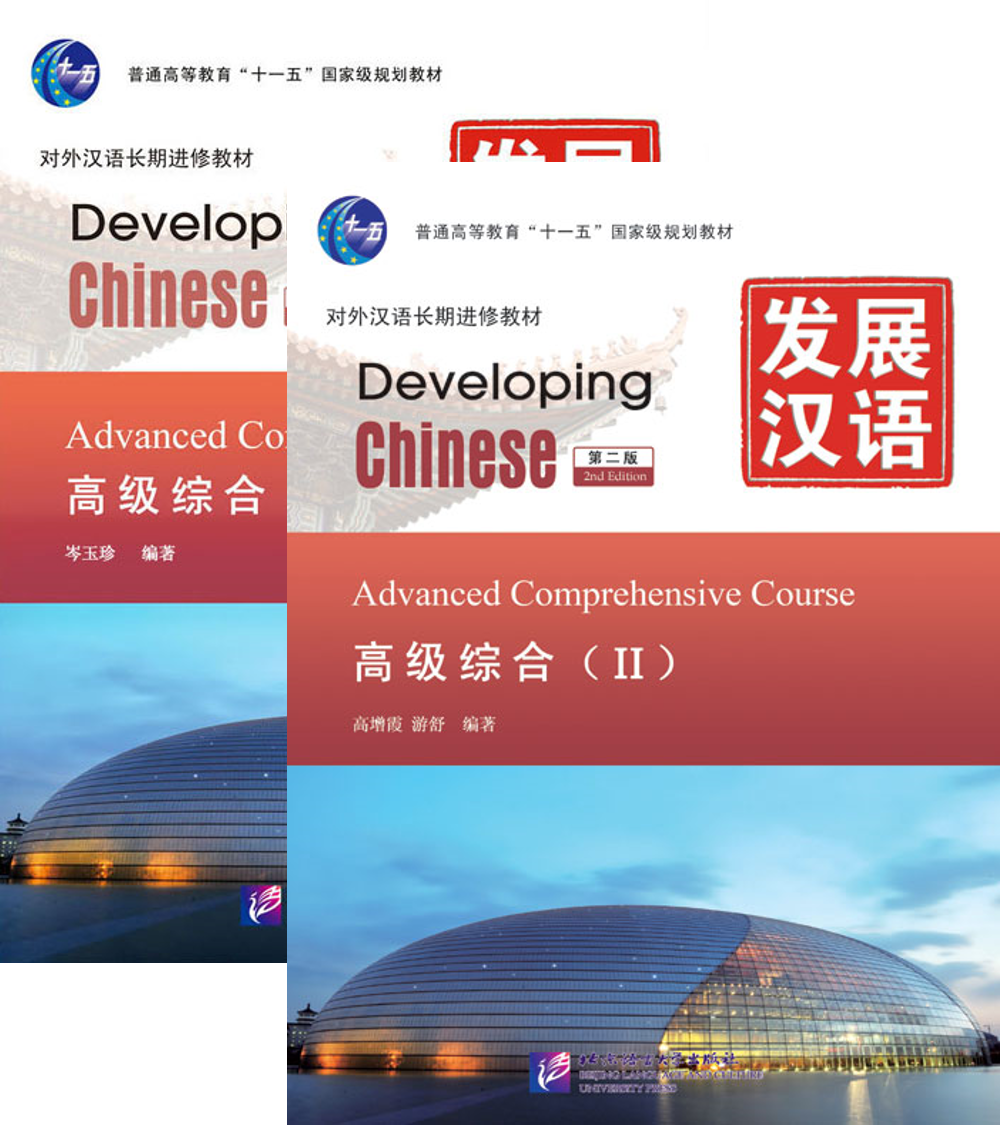 十一五
普通高等教育“十一五”国家级规划教材
对外汉语长期进修教材
Chinese
高级综合
岑玉珍 编著
十一五
普通高等教育“十一五”国家级规划教材
发展
汉语
对外汉语长期进修教材
Developing
Chinese
第二版
2nd Edition
Advanced Comprehensive Course
高级综合（II）
高增霞 游舒 编著
北京语言大学出版社
BEIJING LANGUAGE AND CULTURE
UNIVERSITY PRESS